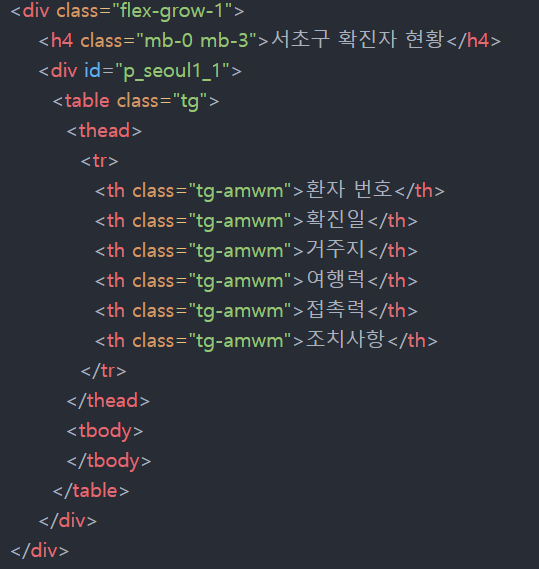 <div class="flex-grow-1">
<h4 class="mb-0 mb-3">서초구 확진자 현황</h4>
<div id="p_seoul1_1">
<table class="tg">
<thead>
<tr>
<th class="tg-amwm">환자 번호</th>
<th class="tg-amwm">확진일</th>
<th class="tg-amwm">거주지</th>
<th class="tg-amwm">여행력</th>
<th class="tg-amwm">접촉력</th>
<th class="tg-amwm">조치사항</th>
</tr>
</thead>
<tbody>
</tbody>
</table>
</div>
</div>